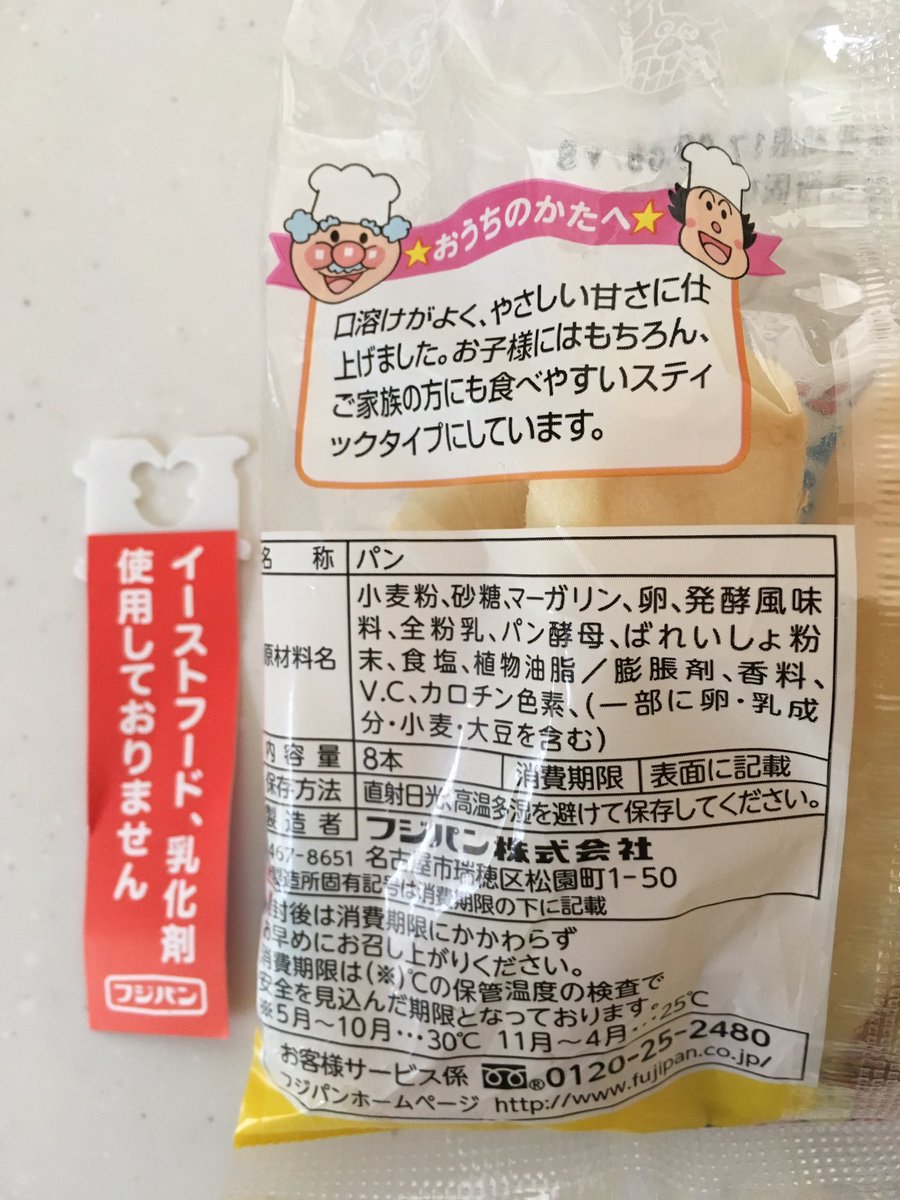 おうちのかたへ
口溶けがよく、やさしい甘さに仕
上げました。お子様にはもちろん、
ご家族の方にも食べやすいスティ
ックタイプにしています。
イーストフード、乳化剤
使用しておりません
フジパン
名 称 パン
原材料名 小麦粉、砂糖、マーガリン、卵、発酵風味
料、全粉乳、パン酵母、ばれいしょ粉
末、食塩、植物油脂／膨脹剤、香料、
V.C、カロチン色素、(一部に卵・乳成
分・小麦・大豆を含む)
内容量 8本 消費期限 表面に記載
保存方法 直射日光、高温多湿を避けて保存してください。
製造者 フジパン株式会社
467-8651 名古屋市瑞穂区松園町1-50
製造所固有記号は消費期限の下に記載
開封後は消費期限にかかわらず
お早めにお召し上がりください。
消費期限は(※)℃の保管温度の検査で
安全を見込んだ期限となっております。
※5月～10月…30℃ 11月～4月…25℃
お客様サービス係 ®0120-25-2480
フジパンホームページ http://www.fujipan.co.jp/